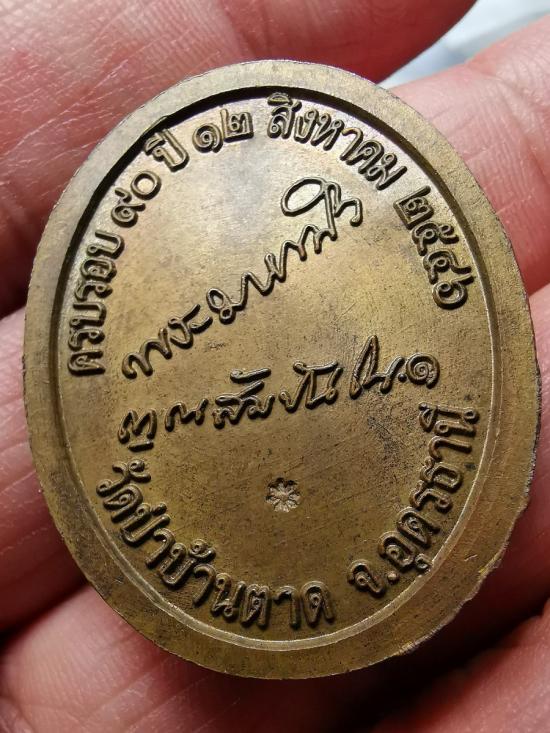 ครบรอบ ๙๐ ปี ๑๒ สิงหาคม ๒๕๔๖
พระมหาบัว
ญาณสัมปันโน.๑
วัดป่าบ้านตาด จ.อุดรธานี